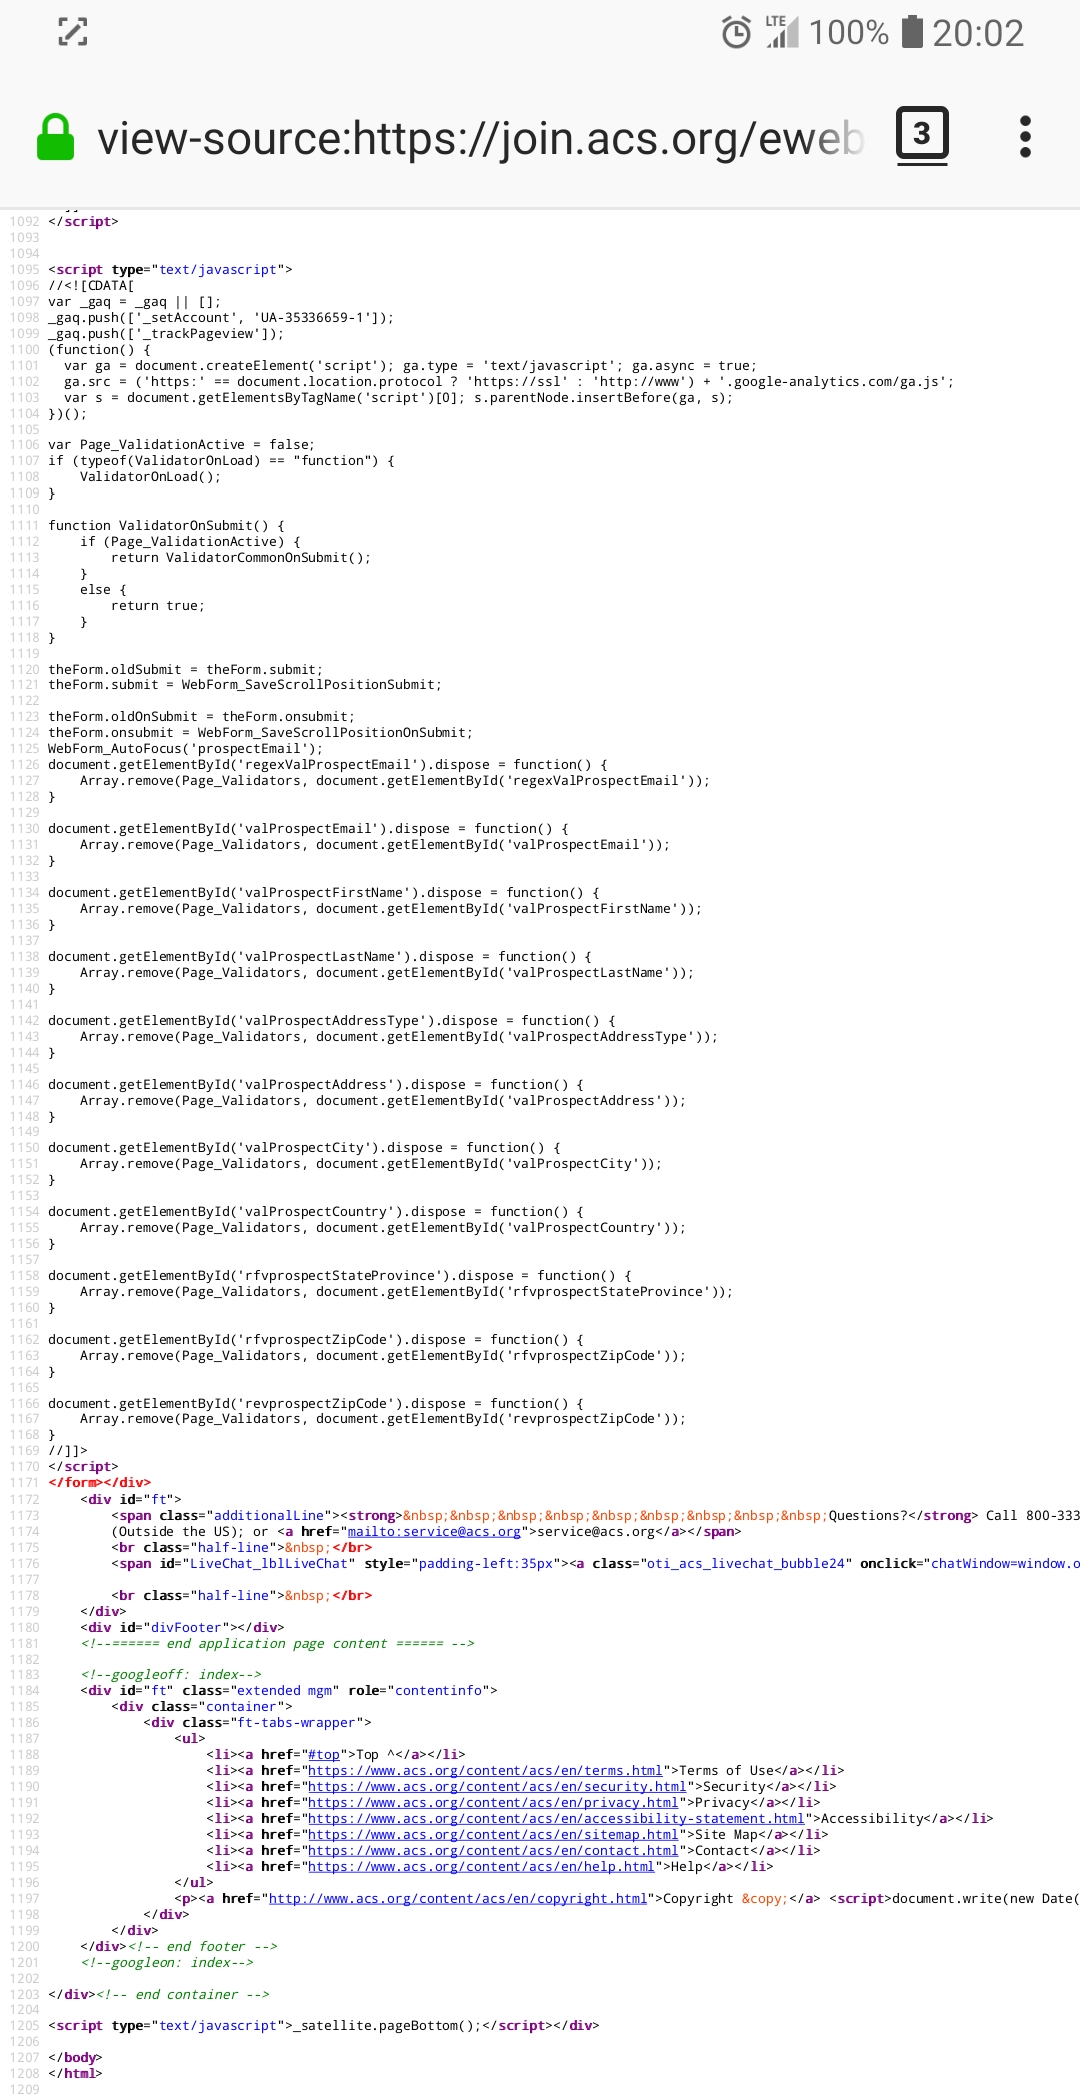 LTE 100% 20:02
view-source:https://join.acs.org/eweb 3
1092 </script>
1093
1094
1095 <script type="text/javascript">
1096 //<![CDATA[
1097 var _gaq = _gaq || [];
1098 _gaq.push(['_setAccount', 'UA-35336659-1']);
1099 _gaq.push(['_trackPageview']);
1100 (function() {
1101   var ga = document.createElement('script'); ga.type = 'text/javascript'; ga.async = true;
1102   ga.src = ('https:' == document.location.protocol ? 'https://ssl' : 'http://www') + '.google-analytics.com/ga.js';
1103   var s = document.getElementsByTagName('script')[0]; s.parentNode.insertBefore(ga, s);
1104 })();
1105
1106 var Page_ValidationActive = false;
1107 if (typeof(ValidatorOnLoad) == "function") {
1108     ValidatorOnLoad();
1109 }
1110
1111 function ValidatorOnSubmit() {
1112     if (Page_ValidationActive) {
1113         return ValidatorCommonOnSubmit();
1114     }
1115     else {
1116         return true;
1117     }
1118 }
1119
1120 theForm.oldSubmit = theForm.submit;
1121 theForm.submit = WebForm_SaveScrollPositionSubmit;
1122
1123 theForm.oldOnSubmit = theForm.onsubmit;
1124 theForm.onsubmit = WebForm_SaveScrollPositionOnSubmit;
1125 WebForm_AutoFocus('prospectEmail');
1126 document.getElementById('regexValProspectEmail').dispose = function() {
1127     Array.remove(Page_Validators, document.getElementById('regexValProspectEmail'));
1128 }
1129
1130 document.getElementById('valProspectEmail').dispose = function() {
1131     Array.remove(Page_Validators, document.getElementById('valProspectEmail'));
1132 }
1133
1134 document.getElementById('valProspectFirstName').dispose = function() {
1135     Array.remove(Page_Validators, document.getElementById('valProspectFirstName'));
1136 }
1137
1138 document.getElementById('valProspectLastName').dispose = function() {
1139     Array.remove(Page_Validators, document.getElementById('valProspectLastName'));
1140 }
1141
1142 document.getElementById('valProspectAddressType').dispose = function() {
1143     Array.remove(Page_Validators, document.getElementById('valProspectAddressType'));
1144 }
1145
1146 document.getElementById('valProspectAddress').dispose = function() {
1147     Array.remove(Page_Validators, document.getElementById('valProspectAddress'));
1148 }
1149
1150 document.getElementById('valProspectCity').dispose = function() {
1151     Array.remove(Page_Validators, document.getElementById('valProspectCity'));
1152 }
1153
1154 document.getElementById('valProspectCountry').dispose = function() {
1155     Array.remove(Page_Validators, document.getElementById('valProspectCountry'));
1156 }
1157
1158 document.getElementById('rfvprospectStateProvince').dispose = function() {
1159     Array.remove(Page_Validators, document.getElementById('rfvprospectStateProvince'));
1160 }
1161
1162 document.getElementById('rfvprospectZipCode').dispose = function() {
1163     Array.remove(Page_Validators, document.getElementById('rfvprospectZipCode'));
1164 }
1165
1166 document.getElementById('revprospectZipCode').dispose = function() {
1167     Array.remove(Page_Validators, document.getElementById('revprospectZipCode'));
1168 }
1169 //]]>
1170 </script>
1171 </form></div>
1172     <div id="ft">
1173         <span class="additionalLine"><strong>&nbsp;&nbsp;&nbsp;&nbsp;&nbsp;&nbsp;&nbsp;&nbsp;&nbsp;Questions?</strong> Call 800-333
1174         (Outside the US); or <a href="mailto:service@acs.org">service@acs.org</a></span>
1175         <br class="half-line">&nbsp;</br>
1176         <span id="LiveChat_lblLiveChat" style="padding-left:35px"><a class="oti_acs_livechat_bubble24" onclick="chatWindow=window.o
1177
1178         <br class="half-line">&nbsp;</br>
1179     </div>
1180     <div id="divFooter"></div>
1181     <!--====== end application page content ====== -->
1182
1183     <!--googleoff: index-->
1184     <div id="ft" class="extended mgm" role="contentinfo">
1185         <div class="container">
1186             <div class="ft-tabs-wrapper">
1187                 <ul>
1188                     <li><a href="#top">Top ^</a></li>
1189                     <li><a href="https://www.acs.org/content/acs/en/terms.html">Terms of Use</a></li>
1190                     <li><a href="https://www.acs.org/content/acs/en/security.html">Security</a></li>
1191                     <li><a href="https://www.acs.org/content/acs/en/privacy.html">Privacy</a></li>
1192                     <li><a href="https://www.acs.org/content/acs/en/accessibility-statement.html">Accessibility</a></li>
1193                     <li><a href="https://www.acs.org/content/acs/en/sitemap.html">Site Map</a></li>
1194                     <li><a href="https://www.acs.org/content/acs/en/contact.html">Contact</a></li>
1195                     <li><a href="https://www.acs.org/content/acs/en/help.html">Help</a></li>
1196                 </ul>
1197                 <p><a href="http://www.acs.org/content/acs/en/copyright.html">Copyright &copy;</a> <script>document.write(new Date(
1198             </div>
1199         </div>
1200     </div><!-- end footer -->
1201     <!--googleon: index-->
1202
1203 </div><!-- end container -->
1204
1205 <script type="text/javascript">_satellite.pageBottom();</script></div>
1206
1207 </body>
1208 </html>
1209